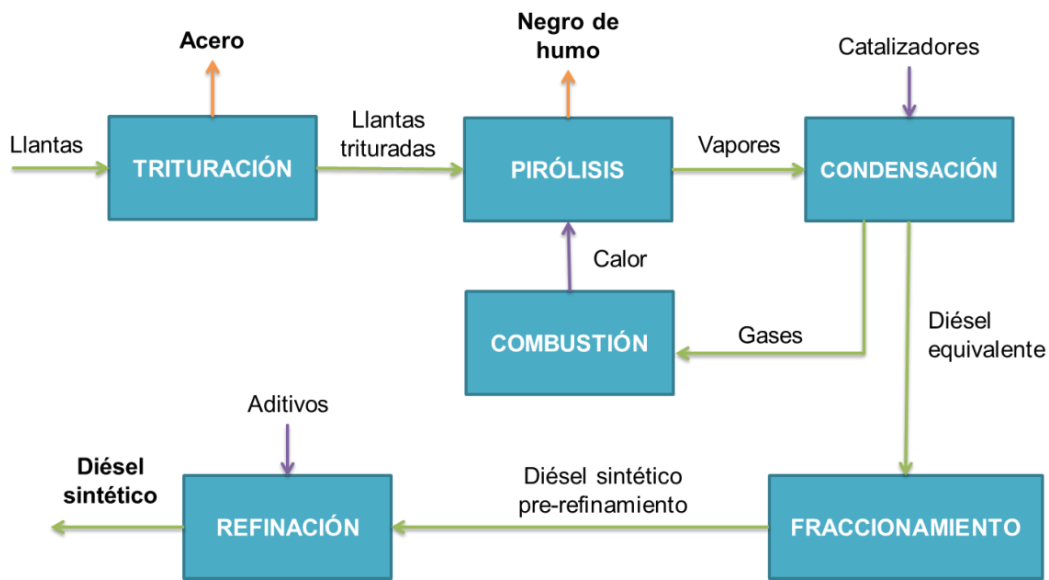 Acero
Negro de
humo
Catalizadores
Llantas
TRITURACIÓN
Llantas
trituradas
PIRÓLISIS
Vapores
CONDENSACIÓN
Calor
COMBUSTIÓN
Gases
Diésel
equivalente
Aditivos
Diésel
sintético
REFINACIÓN
Diésel sintético
pre-refinamiento
FRACCIONAMIENTO